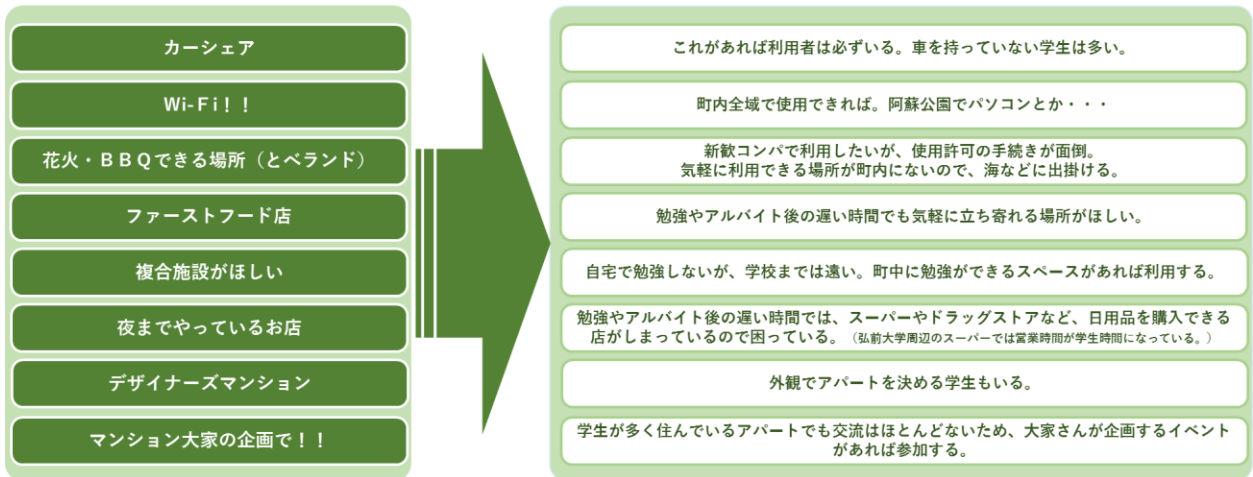 カーシェア
これがあれば利用者は必ずいる。車を持っていない学生は多い。
Wi-Fi！！
町内全域で使用できれば。阿蘇公園でパソコンとか・・・
花火・ＢＢＱできる場所（とベランド）
新歓コンパで利用したいが、使用許可の手続きが面倒。
気軽に利用できる場所が町内にないので、海などに出掛ける。
ファーストフード店
勉強やアルバイト後の遅い時間でも気軽に立ち寄れる場所がほしい。
複合施設がほしい
自宅で勉強しないが、学校までは遠い。町中に勉強ができるスペースがあれば利用する。
夜までやっているお店
勉強やアルバイト後の遅い時間では、スーパーやドラッグストアなど、日用品を購入できる
店がしまっているので困っている。（弘前大学周辺のスーパーでは営業時間が学生時間になっている。）
デザイナーズマンション
外観でアパートを決める学生もいる。
マンション大家の企画で！！
学生が多く住んでいるアパートでも交流はほとんどないため、大家さんが企画するイベント
があれば参加する。